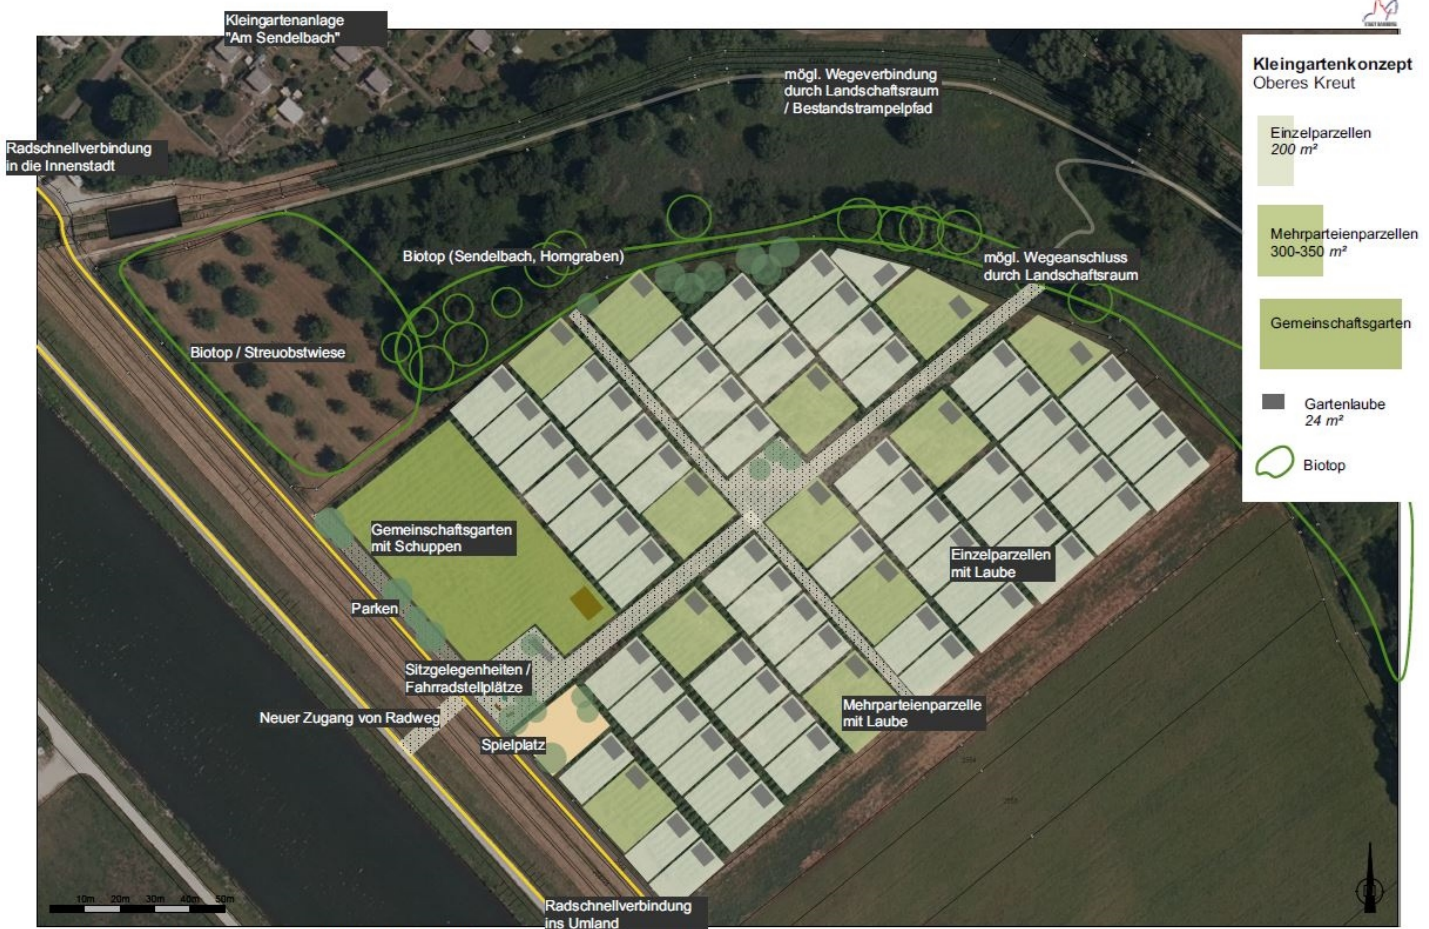 Kleingartenanlage
"Am Sendelbach"
STADT BAMBERG
Kleingartenkonzept
Oberes Kreut
mögl. Wegeverbindung
durch Landschaftsraum
/ Bestandstrampelpfad
Einzelparzellen
200 m²
Radschnellverbindung
in die Innenstadt
Mehrparteienparzellen
300-350 m²
Biotop (Sendelbach, Horngraben)
mögl. Wegeanschluss
durch Landschaftsraum
Gemeinschaftsgarten
Biotop / Streuobstwiese
Gartenlaube
24 m²
Biotop
Gemeinschaftsgarten
mit Schuppen
Einzelparzellen
mit Laube
Parken
Sitzgelegenheiten /
Fahrradstellplätze
Mehrparteienparzelle
mit Laube
Neuer Zugang von Radweg
Spielplatz
10m 20m 30m 40m 50m
Radschnellverbindung
ins Umland